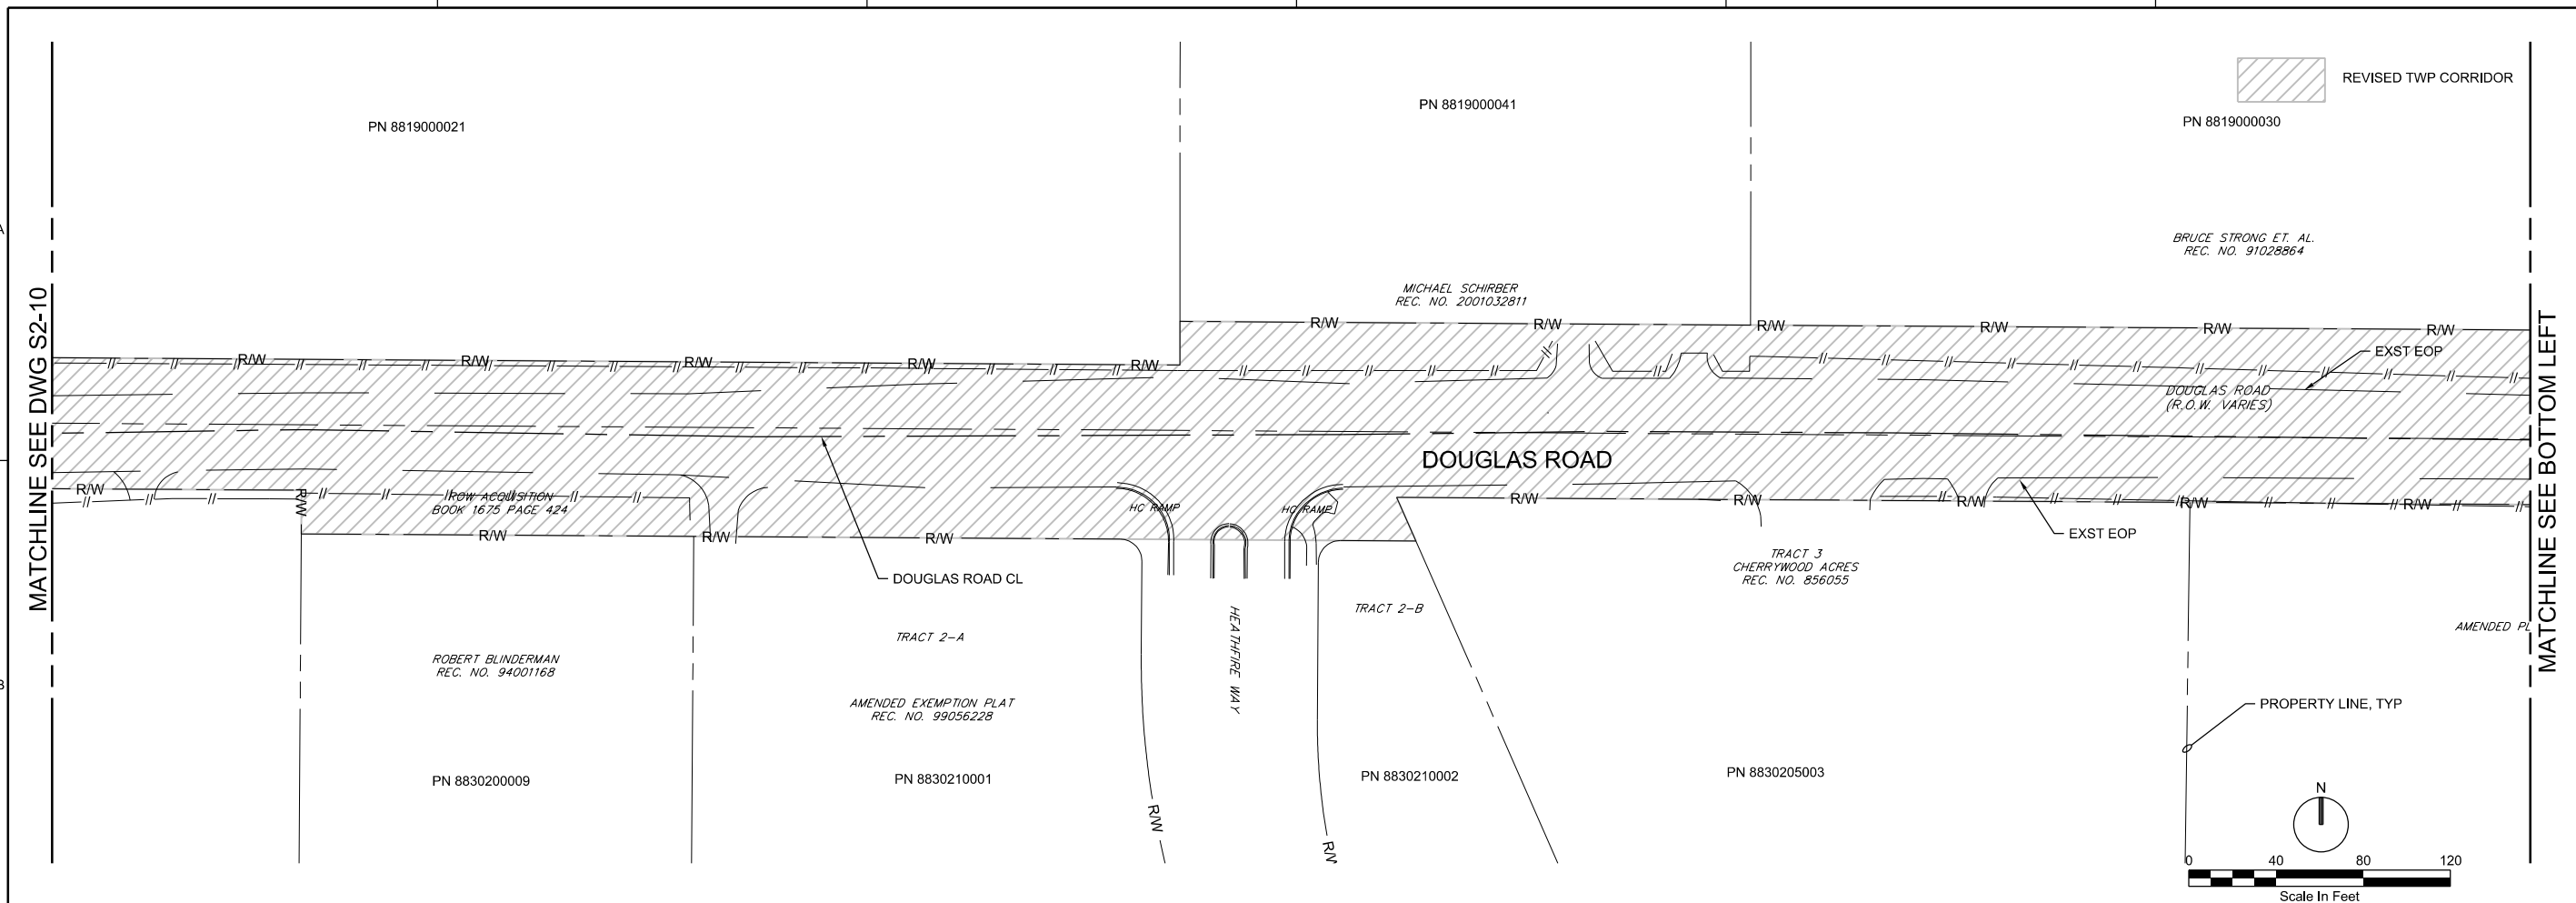 REVISED TWP CORRIDOR
PN 8819000021
PN 8819000041
PN 8819000030
A
BRUCE STRONG ET. AL.
REC. NO. 91028864
MICHAEL SCHIRBER
REC. NO. 2001032811
MATCHLINE SEE DWG S2-10
MATCHLINE SEE BOTTOM LEFT
R/W
R/W
R/W
R/W
R/W
R/W
R/W
R/W
R/W
R/W
R/W
EXST EOP
DOUGLAS ROAD
(R.O.W. VARIES)
DOUGLAS ROAD
R/W
R/W
ROW ACQUISITION
BOOK 1675 PAGE 424
HC RAMP
HC RAMP
R/W
R/W
R/W
R/W
R/W
R/W
R/W
R/W
EXST EOP
DOUGLAS ROAD CL
TRACT 3
CHERRYWOOD ACRES
REC. NO. 856055
TRACT 2-B
HEATHFIRE WAY
TRACT 2-A
AMENDED PL
ROBERT BLINDERMAN
REC. NO. 94001168
B
AMENDED EXEMPTION PLAT
REC. NO. 99056228
PROPERTY LINE, TYP
PN 8830200009
PN 8830210001
PN 8830210002
PN 8830205003
R/W
R/W
N
0 40 80 120
Scale In Feet